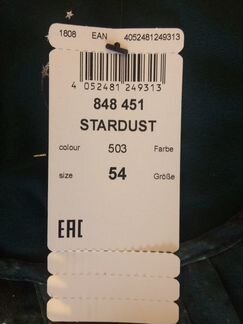 1808 EAN 4052481249313
4 052481 249313
848 451
STARDUST
colour 503 Farbe
size 54 Größe
EAC